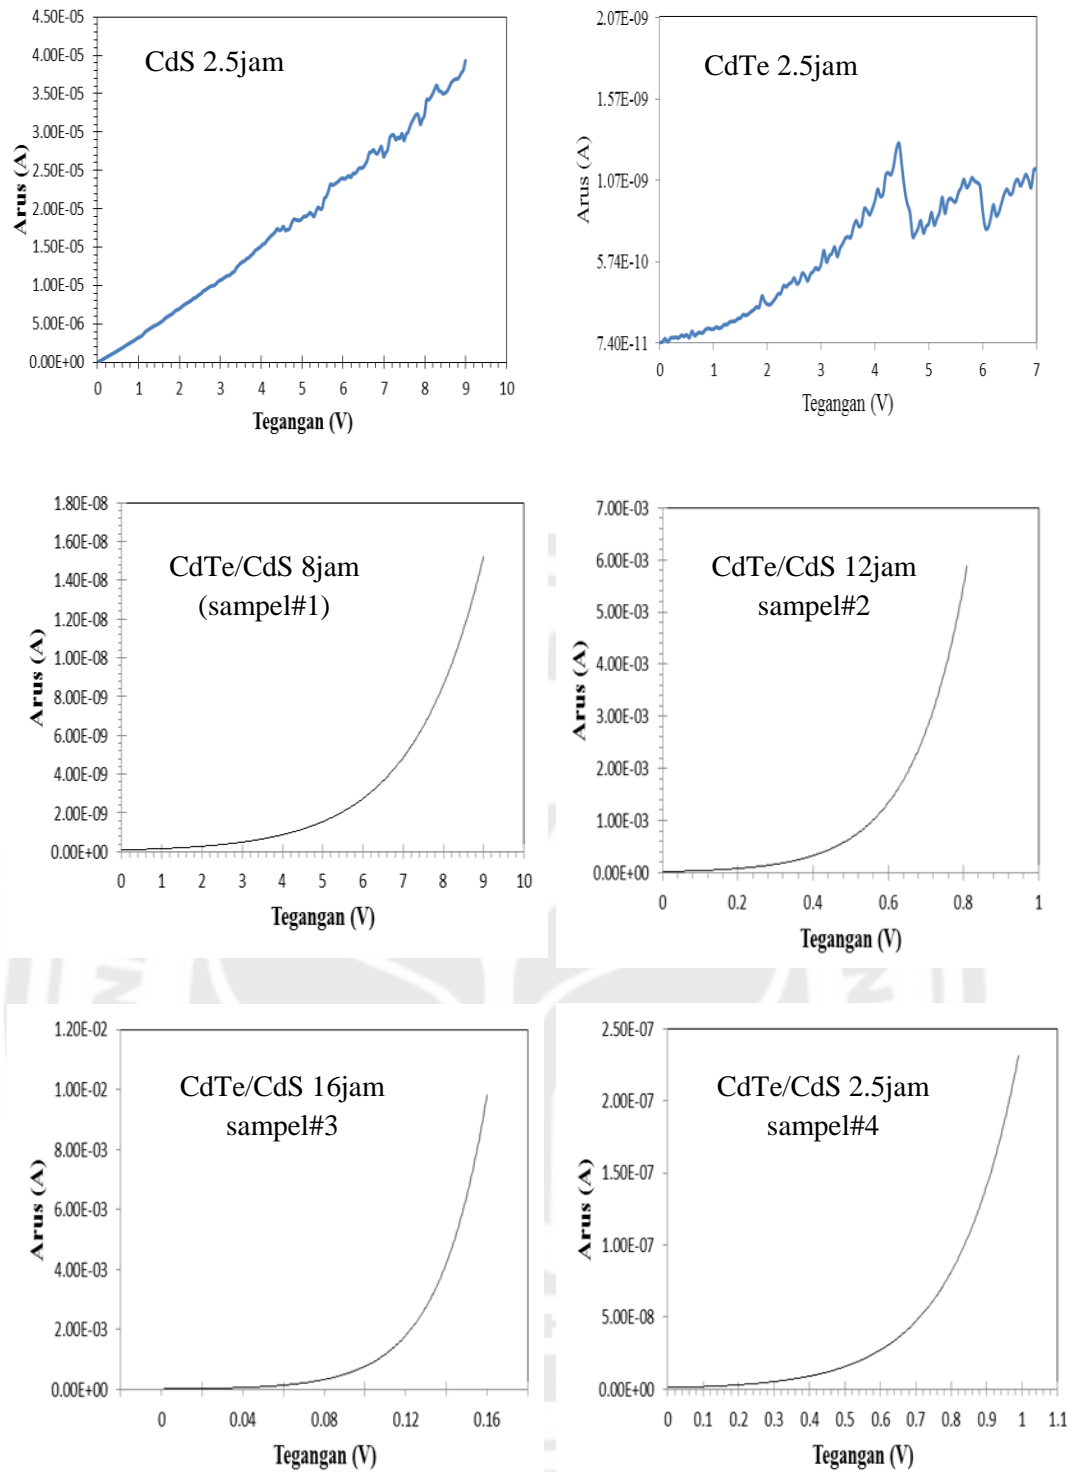 4.50E-05
4.00E-05
3.50E-05
3.00E-05
2.50E-05
2.00E-05
1.50E-05
1.00E-05
5.00E-06
0.00E+00
Arus (A)
CdS 2.5jam
0 1 2 3 4 5 6 7 8 9 10
Tegangan (V)
2.07E-09
1.57E-09
1.07E-09
5.74E-10
7.40E-11
Arus (A)
CdTe 2.5jam
0 1 2 3 4 5 6 7
Tegangan (V)
1.80E-08
1.60E-08
1.40E-08
1.20E-08
1.00E-08
8.00E-09
6.00E-09
4.00E-09
2.00E-09
0.00E+00
Arus (A)
CdTe/CdS 8jam
(sampel#1)
0 1 2 3 4 5 6 7 8 9 10
Tegangan (V)
7.00E-03
6.00E-03
5.00E-03
4.00E-03
3.00E-03
2.00E-03
1.00E-03
0.00E+00
Arus (A)
CdTe/CdS 12jam
sampel#2
0 0.2 0.4 0.6 0.8 1
Tegangan (V)
1.20E-02
1.00E-02
8.00E-03
6.00E-03
4.00E-03
2.00E-03
0.00E+00
Arus (A)
CdTe/CdS 16jam
sampel#3
0 0.04 0.08 0.12 0.16
Tegangan (V)
2.50E-07
2.00E-07
1.50E-07
1.00E-07
5.00E-08
0.00E+00
Arus (A)
CdTe/CdS 2.5jam
sampel#4
0 0.1 0.2 0.3 0.4 0.5 0.6 0.7 0.8 0.9 1 1.1
Tegangan (V)